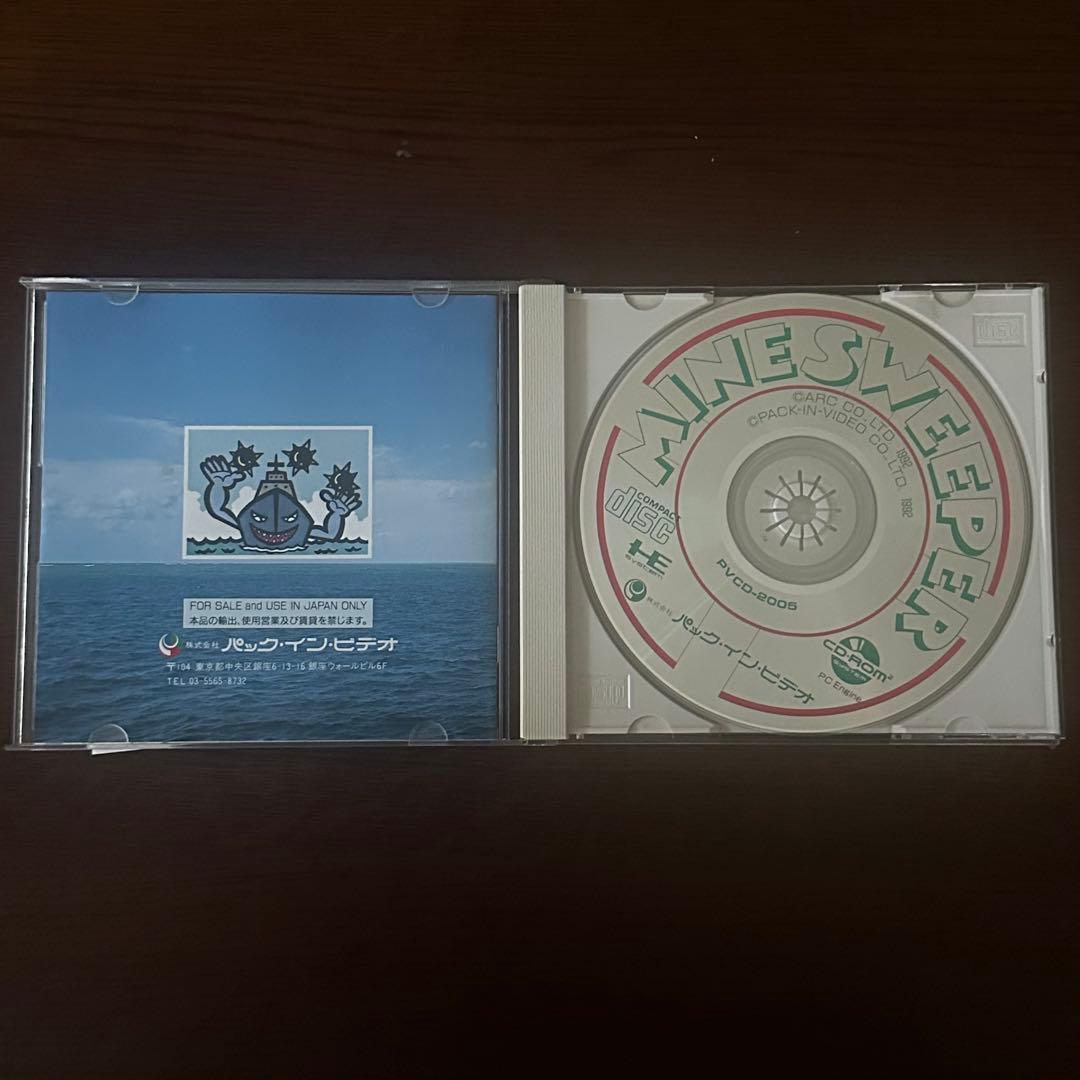 FOR SALE and USE IN JAPAN ONLY
本品の輸出、使用営業及び賃貸を禁じます。
株式会社 パック・イン・ビデオ
〒104 東京都中央区銀座6-13-16 銀座ウォールビル6F
TEL 03-5565-8732
MINESWEEPER
©ARC CO., LTD 1992
©PACK-IN-VIDEO CO., LTD. 1992
COMPACT
disc
HE
SYSTEM
PVCD-2005
株式会社 パック・イン・ビデオ
CD-ROM²
SYSTEM
PC Engine